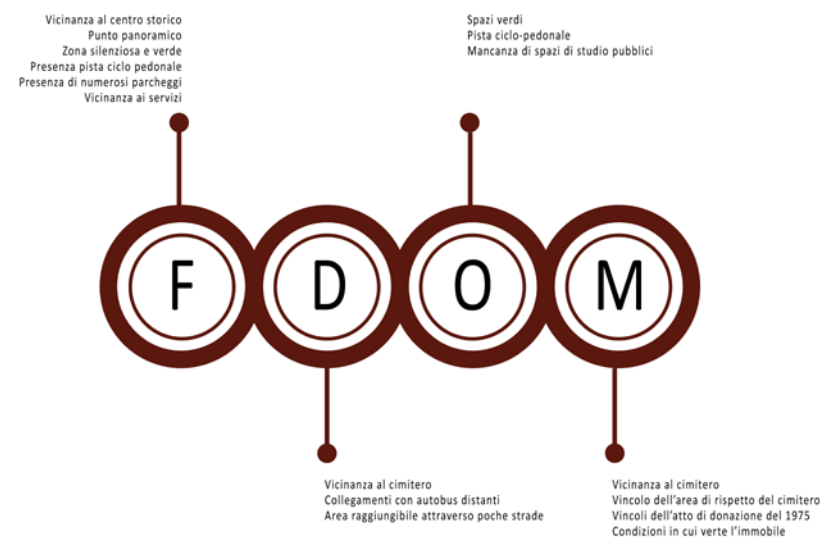 Vicinanza al centro storico
Punto panoramico
Zona silenziosa e verde
Presenza pista ciclo pedonale
Presenza di numerosi parcheggi
Vicinanza ai servizi
Spazi verdi
Pista ciclo-pedonale
Mancanza di spazi di studio pubblici
F
D
O
M
Vicinanza al cimitero
Collegamenti con autobus distanti
Area raggiungibile attraverso poche strade
Vicinanza al cimitero
Vincolo dell'area di rispetto del cimitero
Vincoli dell'atto di donazione del 1975
Condizioni in cui verte l'immobile